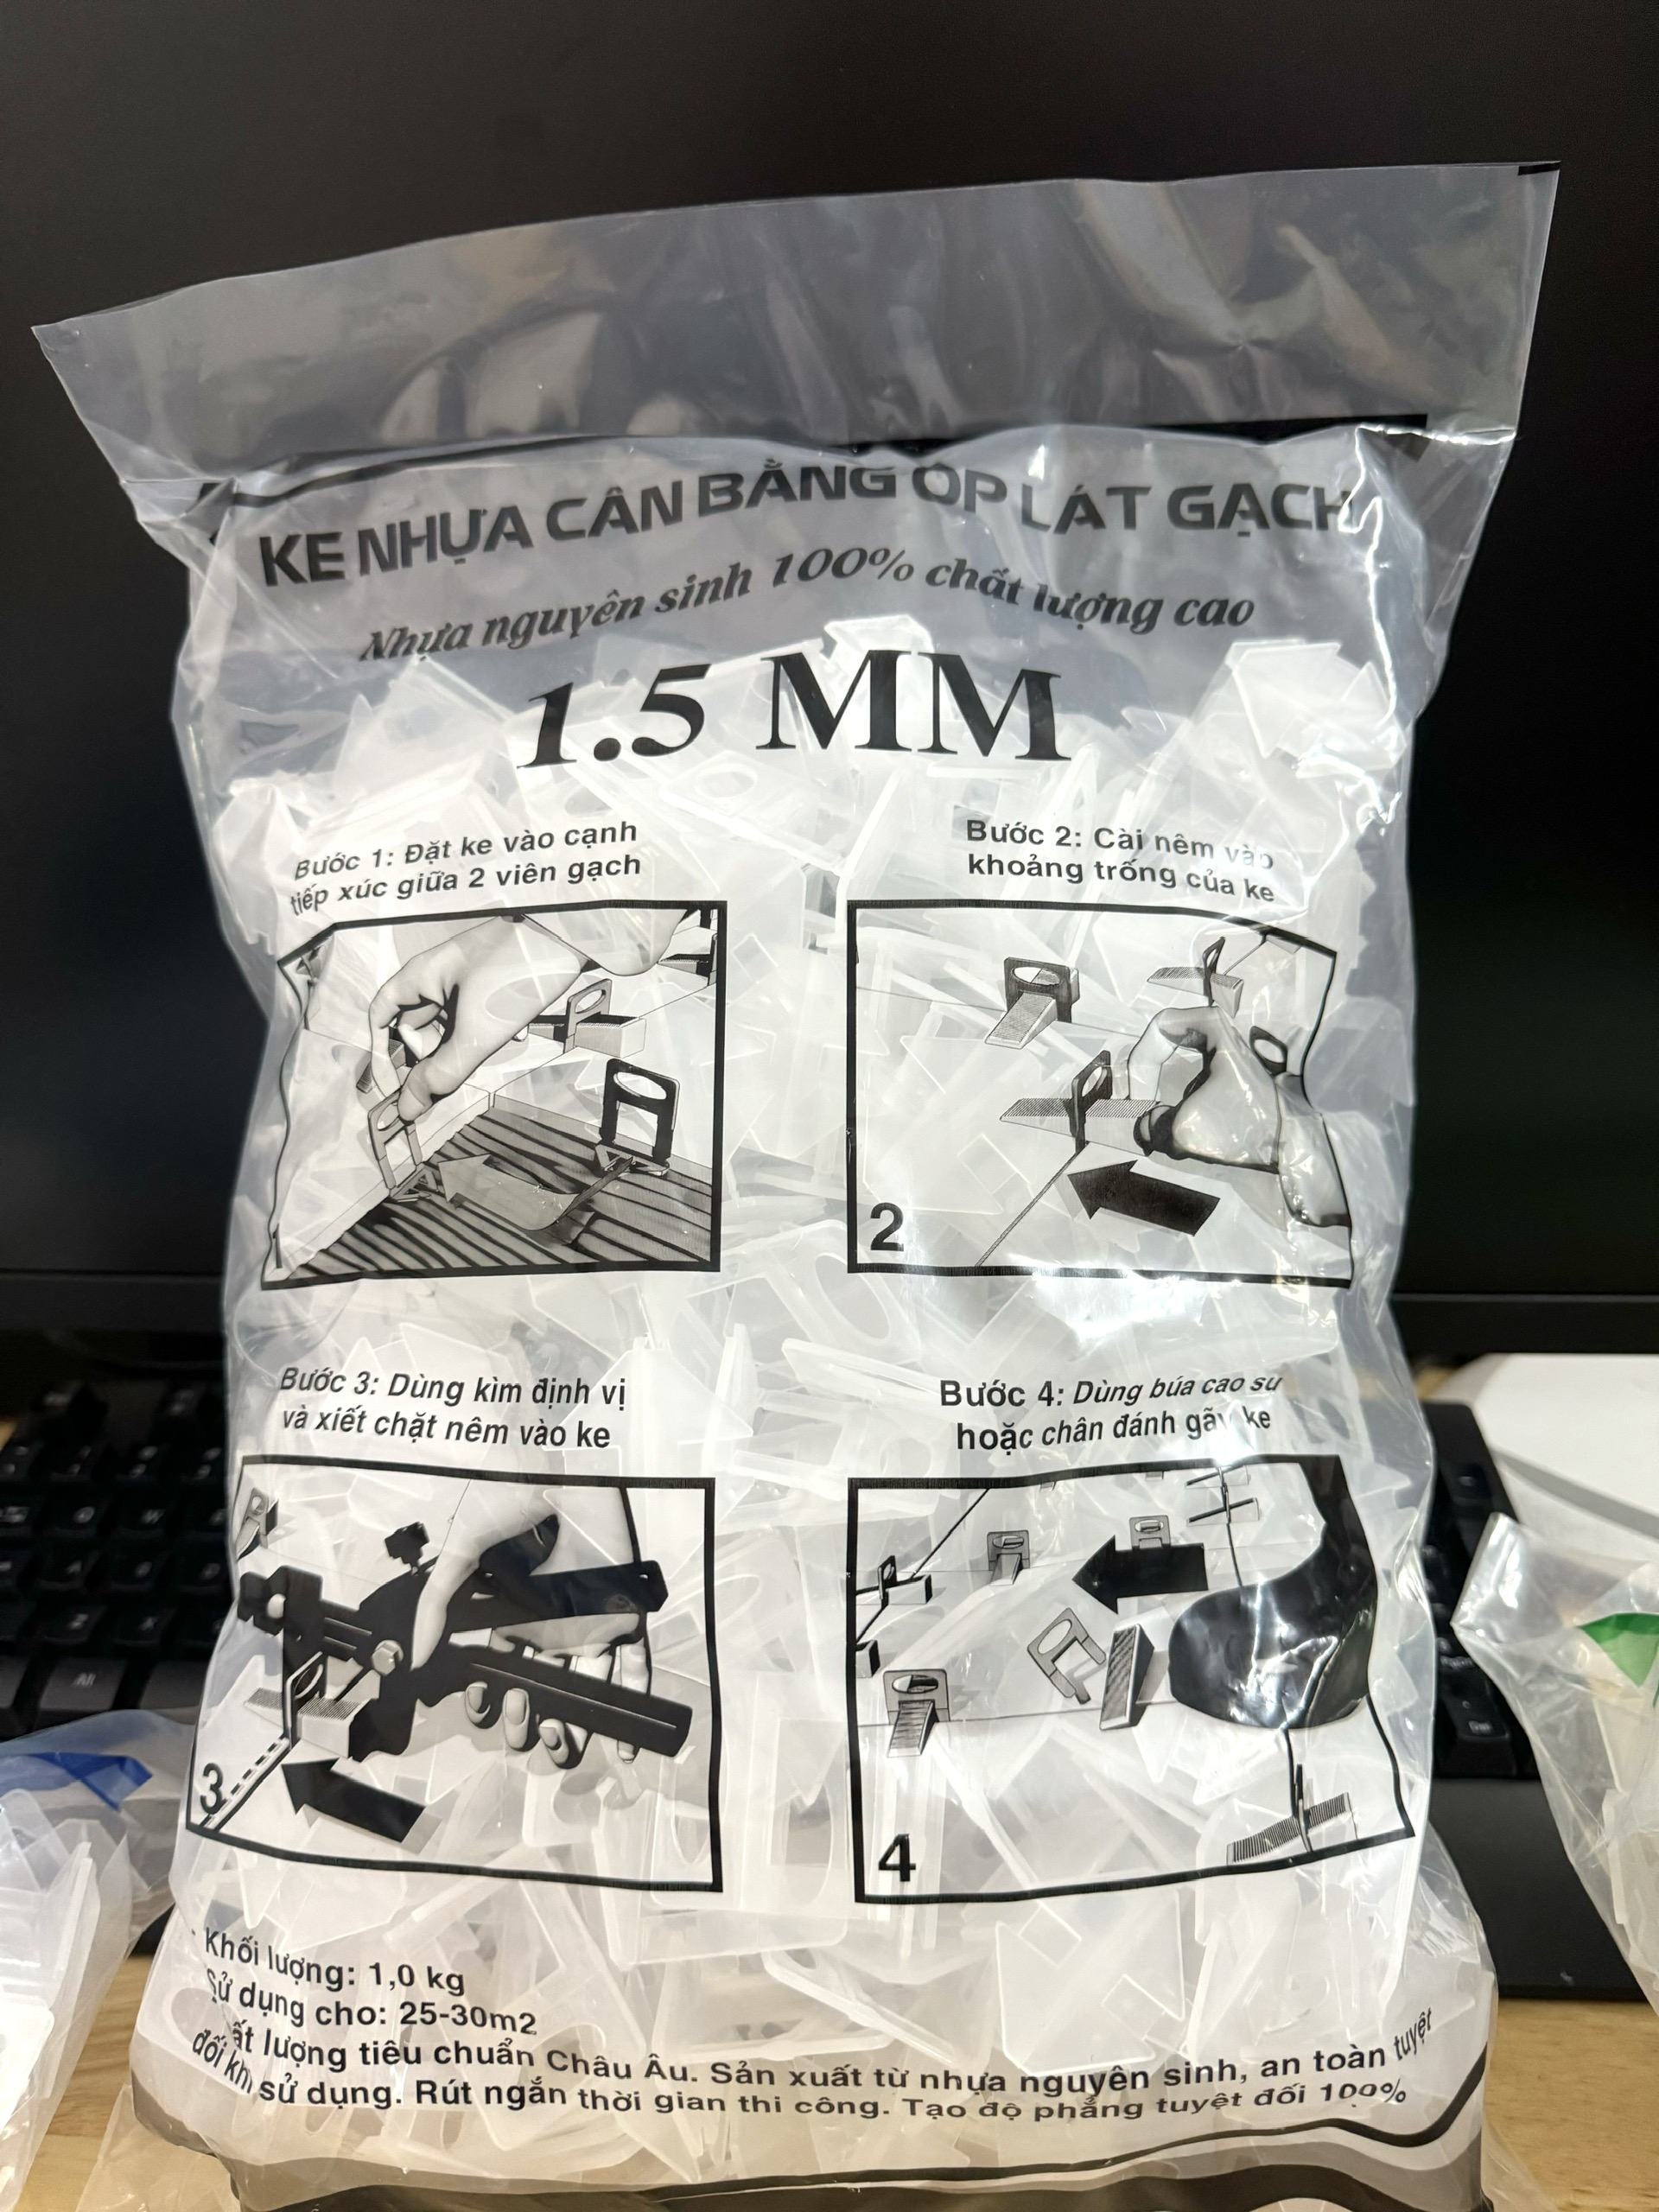 KE NHỰA CÂN BẰNG ỐP LÁT GẠCH
Nhựa nguyên sinh 100% chất lượng cao
1.5 MM
Bước 1: Đặt ke vào cạnh
tiếp xúc giữa 2 viên gạch
Bước 2: Cài nêm vào
khoảng trống của ke
1
2
Bước 3: Dùng kìm định vị
và xiết chặt nêm vào ke
Bước 4: Dùng búa cao su
hoặc chân đánh gãy ke
3
4
- Khối lượng: 1,0 kg
Sử dụng cho: 25-30m2
lượng tiêu chuẩn Châu Âu. Sản xuất từ nhựa nguyên sinh, an toàn tuyệt
đối khi sử dụng. Rút ngắn thời gian thi công. Tạo độ phẳng tuyệt đối 100%